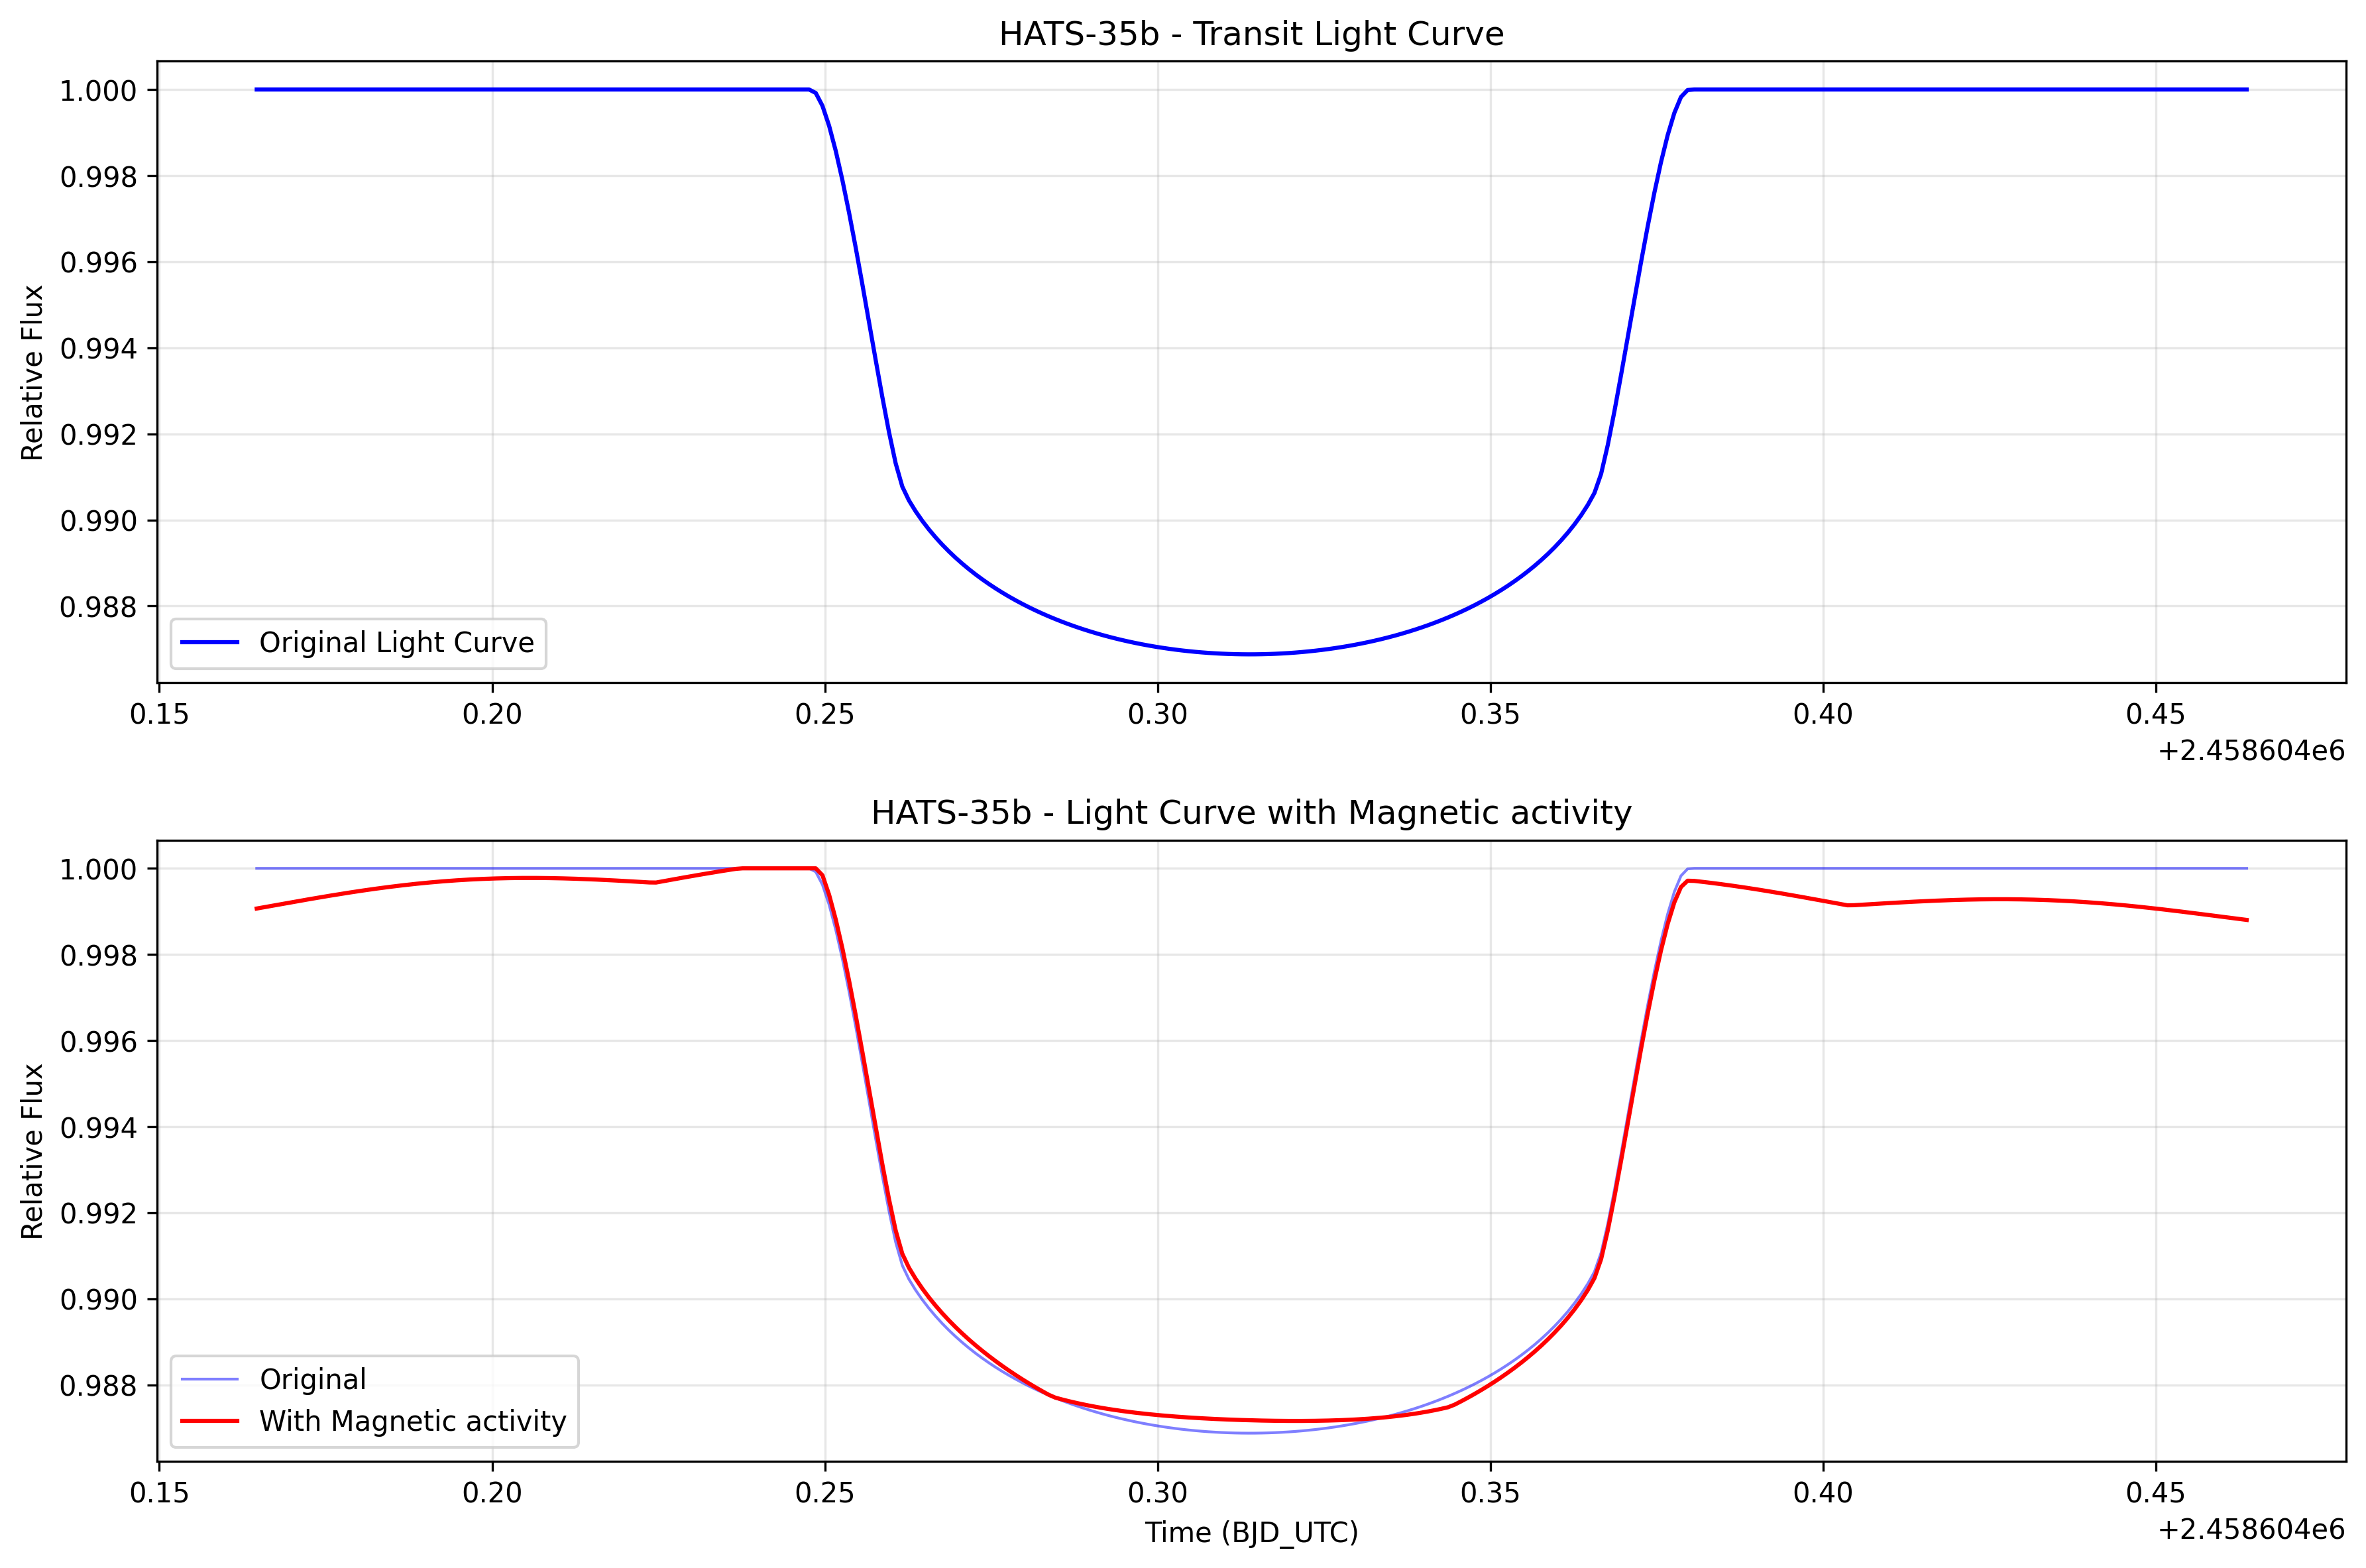 HATS-35b - Transit Light Curve
Relative Flux
1.000
0.998
0.996
0.994
0.992
0.990
0.988
Original Light Curve
0.15 0.20 0.25 0.30 0.35 0.40 0.45
+2.458604e6
HATS-35b - Light Curve with Magnetic activity
Relative Flux
1.000
0.998
0.996
0.994
0.992
0.990
0.988
Original
With Magnetic activity
0.15 0.20 0.25 0.30 0.35 0.40 0.45
Time (BJD_UTC)
+2.458604e6